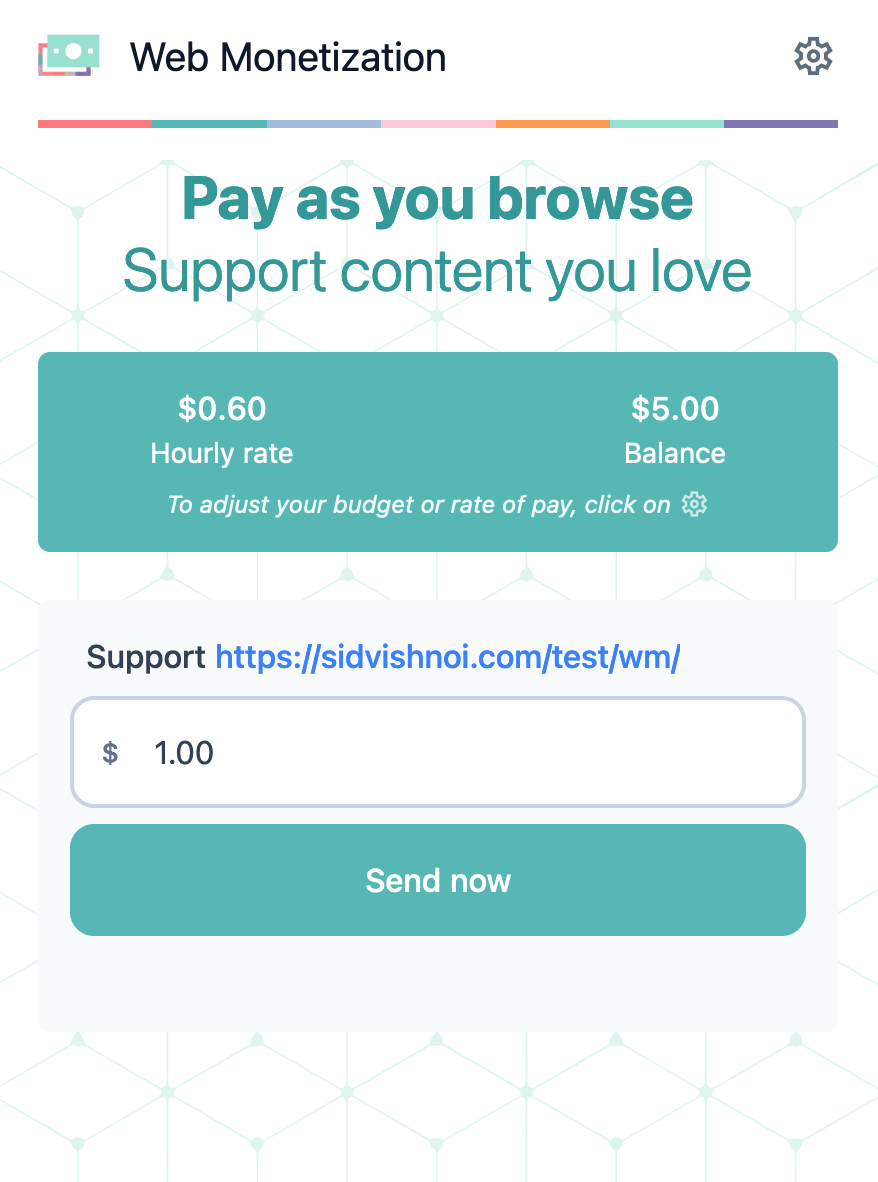 Web Monetization
Pay as you browse
Support content you love
$0.60
Hourly rate
$5.00
Balance
To adjust your budget or rate of pay, click on
Support https://sidvishnoi.com/test/wm/
$ 1.00
Send now